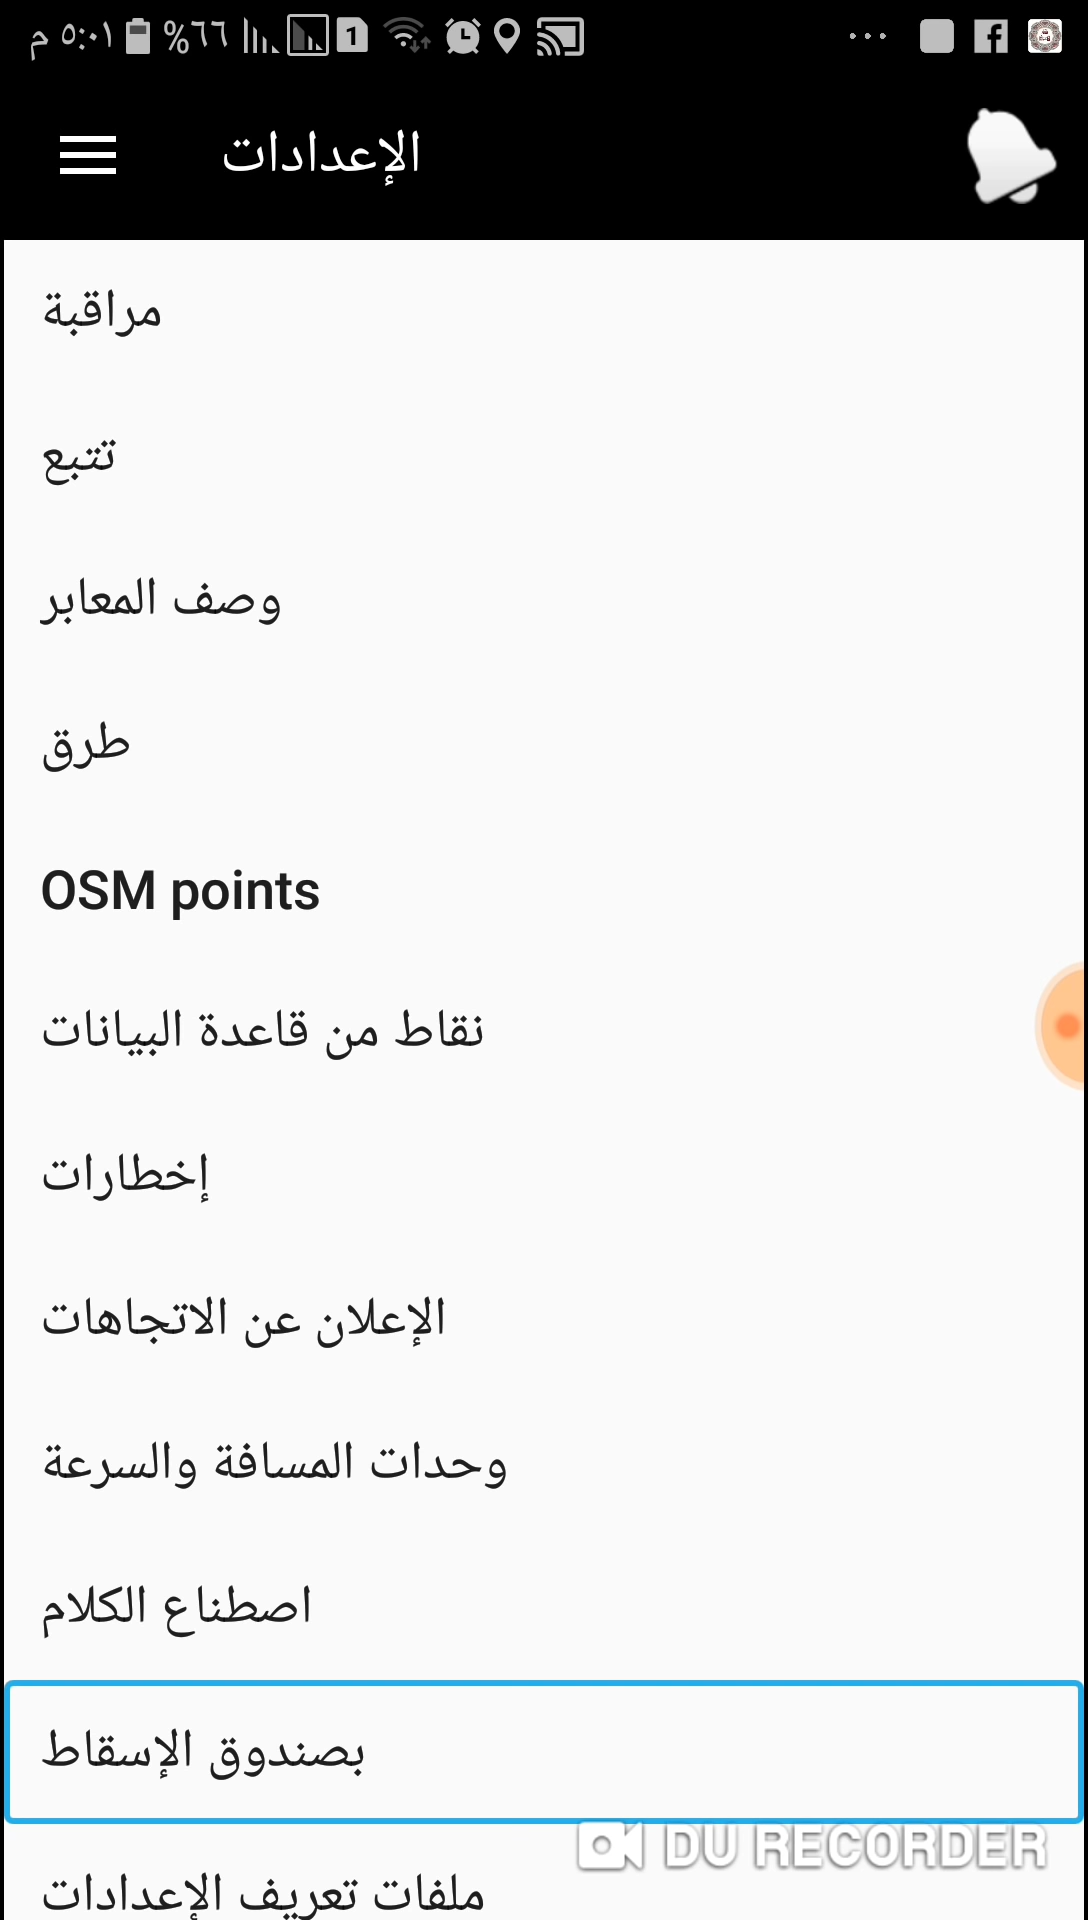 ٥:٠١ م
%٦٦
1
الإعدادات
مراقبة
تتبع
وصف المعابر
طرق
OSM points
نقاط من قاعدة البيانات
إخطارات
الإعلان عن الاتجاهات
وحدات المسافة والسرعة
اصطناع الكلام
بصندوق الإسقاط
DU RECORDER
ملفات تعريف الإعدادات